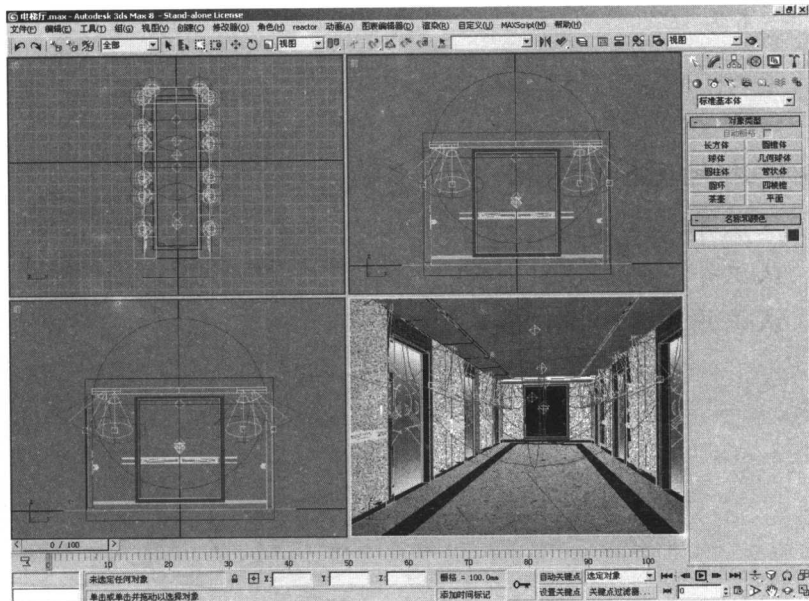 电梯厅.max - Autodesk 3ds Max 8 - Stand-alone License
文件(F) 编辑(E) 工具(T) 组(G) 视图(V) 创建(C) 修改器(O) 角色(H) reactor 动画(A) 图表编辑器(D) 渲染(R) 自定义(U) MAXScript(M) 帮助(H)
全部 视图 视图
标准基本体
对象类型
自动栅格
长方体 圆锥体
球体 几何球体
圆柱体 管状体
圆环 四棱锥
茶壶 平面
名称和颜色
0 / 100
0 10 20 30 40 50 60 70 80 90 100
未选定任何对象 X: Y: Z: 栅格 = 100.0mm 自动关键点 选定对象
单击或单击并拖动以选择对象 添加时间标记 设置关键点 关键点过滤器... 0